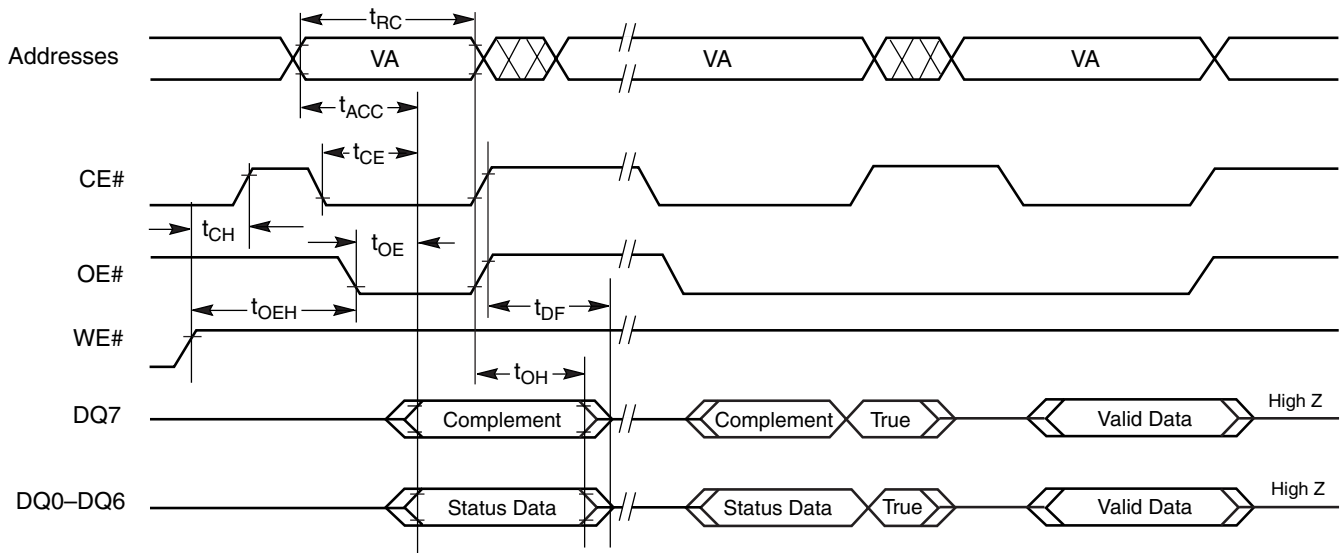 tRC
Addresses VA VA VA
tACC
tCE
CE#
tCH tOE
OE#
tOEH tDF
WE#
tOH
DQ7 Complement Complement True Valid Data High Z
DQ0–DQ6 Status Data Status Data True Valid Data High Z